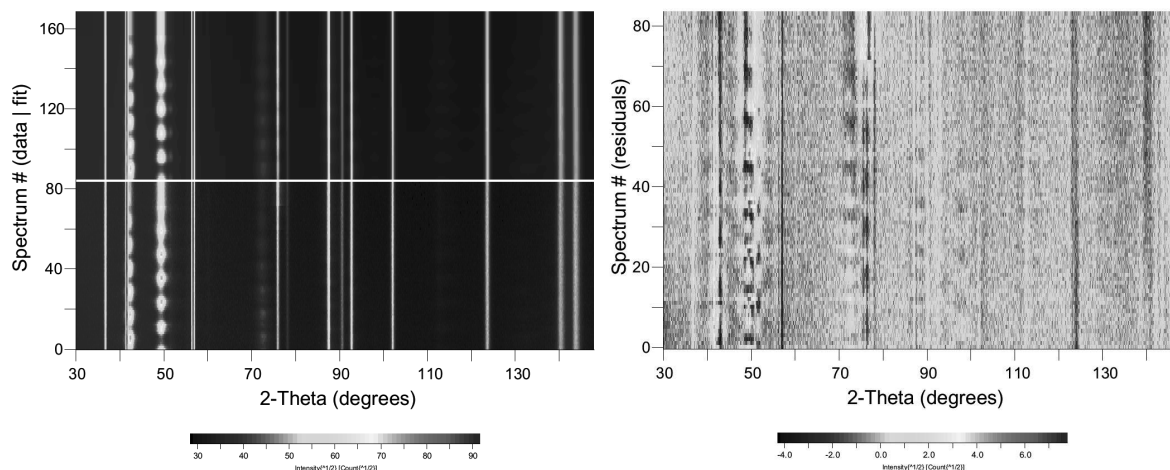 160
120
80
40
0
Spectrum # (data | fit)
30 50 70 90 110 130
2-Theta (degrees)
30 40 50 60 70 80 90
Intensity{^1/2} [Count{^1/2}]
80
60
40
20
0
Spectrum # (residuals)
30 50 70 90 110 130
2-Theta (degrees)
-4.0 -2.0 0.0 2.0 4.0 6.0
Intensity{^1/2} [Count{^1/2}]